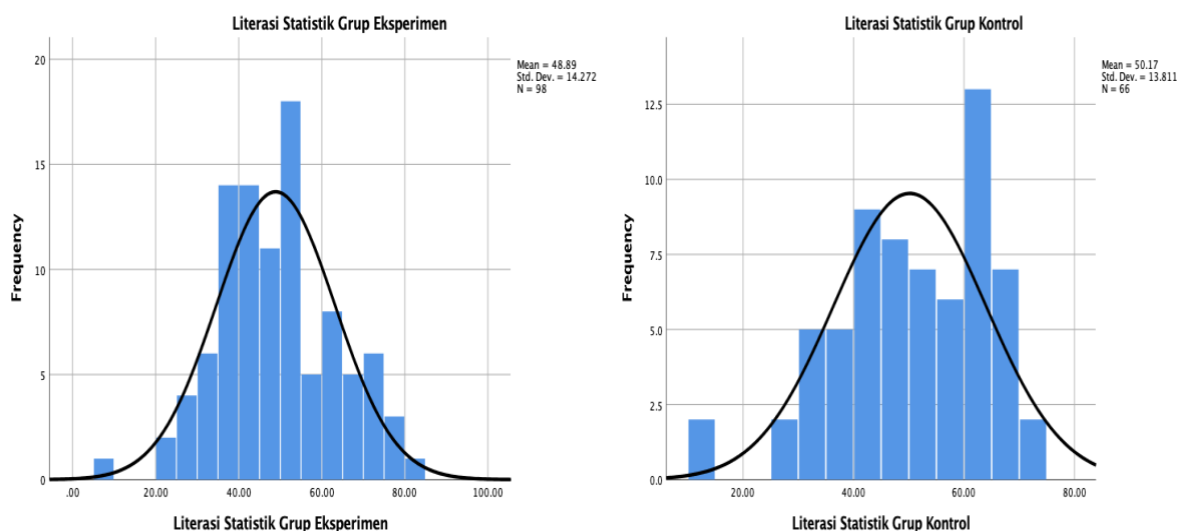 Literasi Statistik Grup Eksperimen
Mean = 48.89
Std. Dev. = 14.272
N = 98
20
15
10
5
0
Frequency
.00 20.00 40.00 60.00 80.00 100.00
Literasi Statistik Grup Eksperimen
Literasi Statistik Grup Kontrol
Mean = 50.17
Std. Dev. = 13.811
N = 66
12.5
10.0
7.5
5.0
2.5
0.0
Frequency
20.00 40.00 60.00 80.00
Literasi Statistik Grup Kontrol